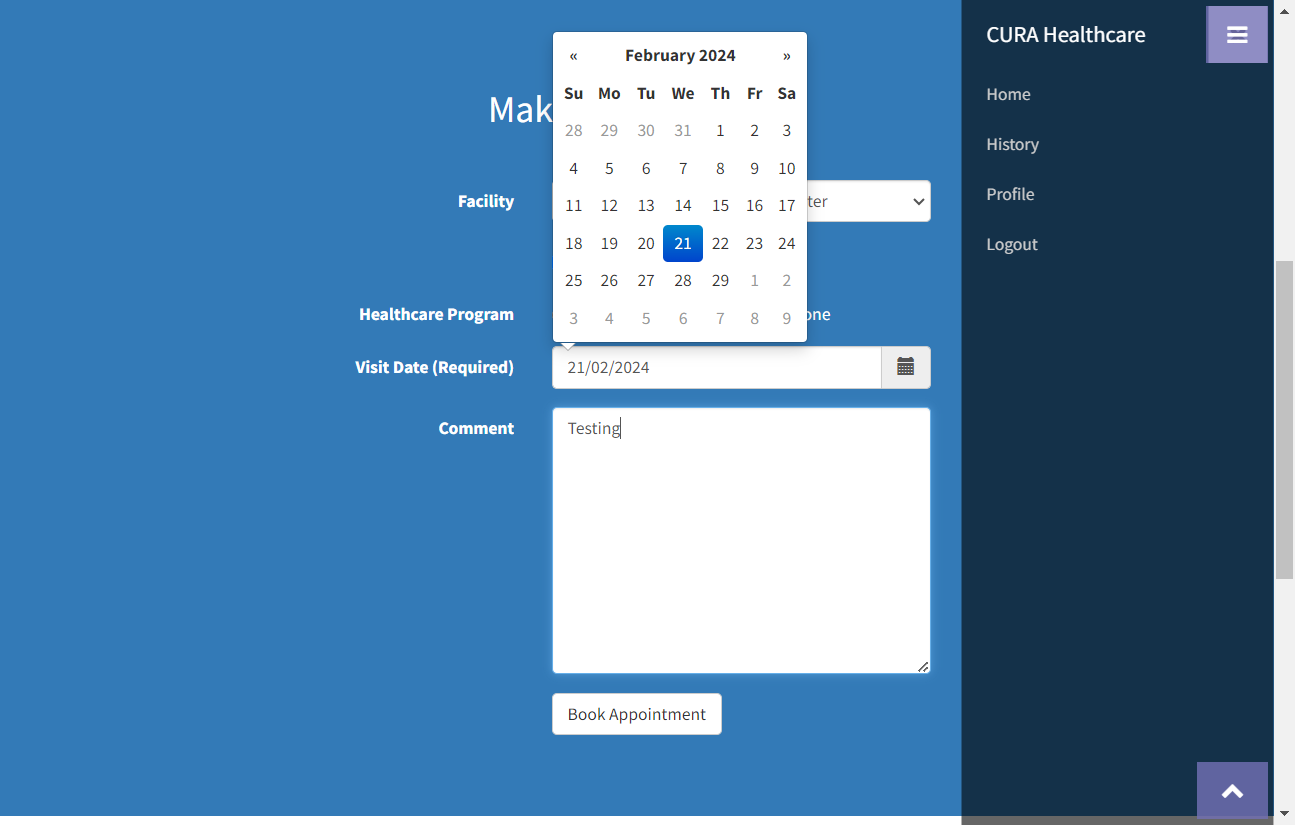 CURA Healthcare
Home
History
Profile
Logout
Mak
« February 2024 »
Su Mo Tu We Th Fr Sa
28 29 30 31 1 2 3
4 5 6 7 8 9 10
11 12 13 14 15 16 17
18 19 20 21 22 23 24
25 26 27 28 29 1 2
3 4 5 6 7 8 9
Facility
ter
Healthcare Program
one
Visit Date (Required)
21/02/2024
Comment
Testing
Book Appointment